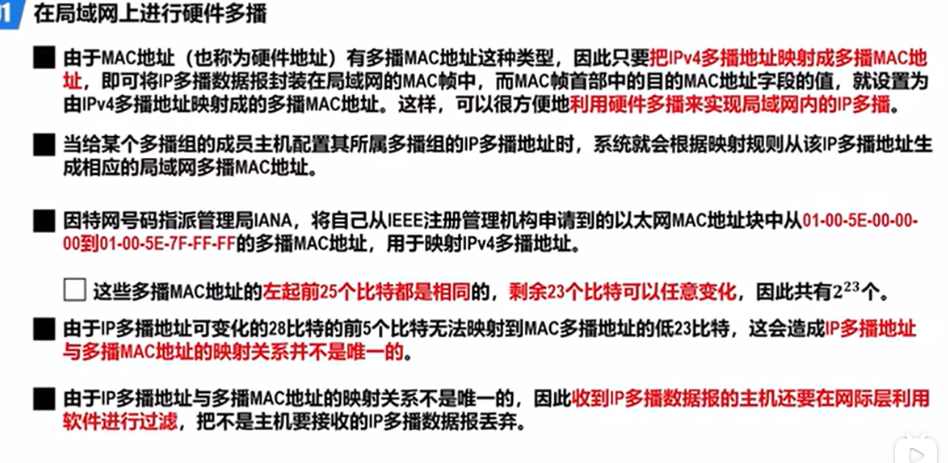 01 在局域网上进行硬件多播
由于MAC地址（也称为硬件地址）有多播MAC地址这种类型，因此只要把IPv4多播地址映射成多播MAC地
址，即可将IP多播数据报封装在局域网的MAC帧中，而MAC帧首部中的目的MAC地址字段的值，就设置为
由IPv4多播地址映射成的多播MAC地址。这样，可以很方便地利用硬件多播来实现局域网内的IP多播。
当给某个多播组的成员主机配置其所属多播组的IP多播地址时，系统就会根据映射规则从该IP多播地址生
成相应的局域网多播MAC地址。
因特网号码指派管理局IANA，将自己从IEEE注册管理机构申请到的以太网MAC地址块中从01-00-5E-00-00-
00到01-00-5E-7F-FF-FF的多播MAC地址，用于映射IPv4多播地址。
这些多播MAC地址的左起前25个比特都是相同的，剩余23个比特可以任意变化，因此共有2²³个。
由于IP多播地址可变化的28比特的前5个比特无法映射到MAC多播地址的低23比特，这会造成IP多播地址
与多播MAC地址的映射关系并不是唯一的。
由于IP多播地址与多播MAC地址的映射关系不是唯一的，因此收到IP多播数据报的主机还要在网际层利用
软件进行过滤，把不是主机要接收的IP多播数据报丢弃。